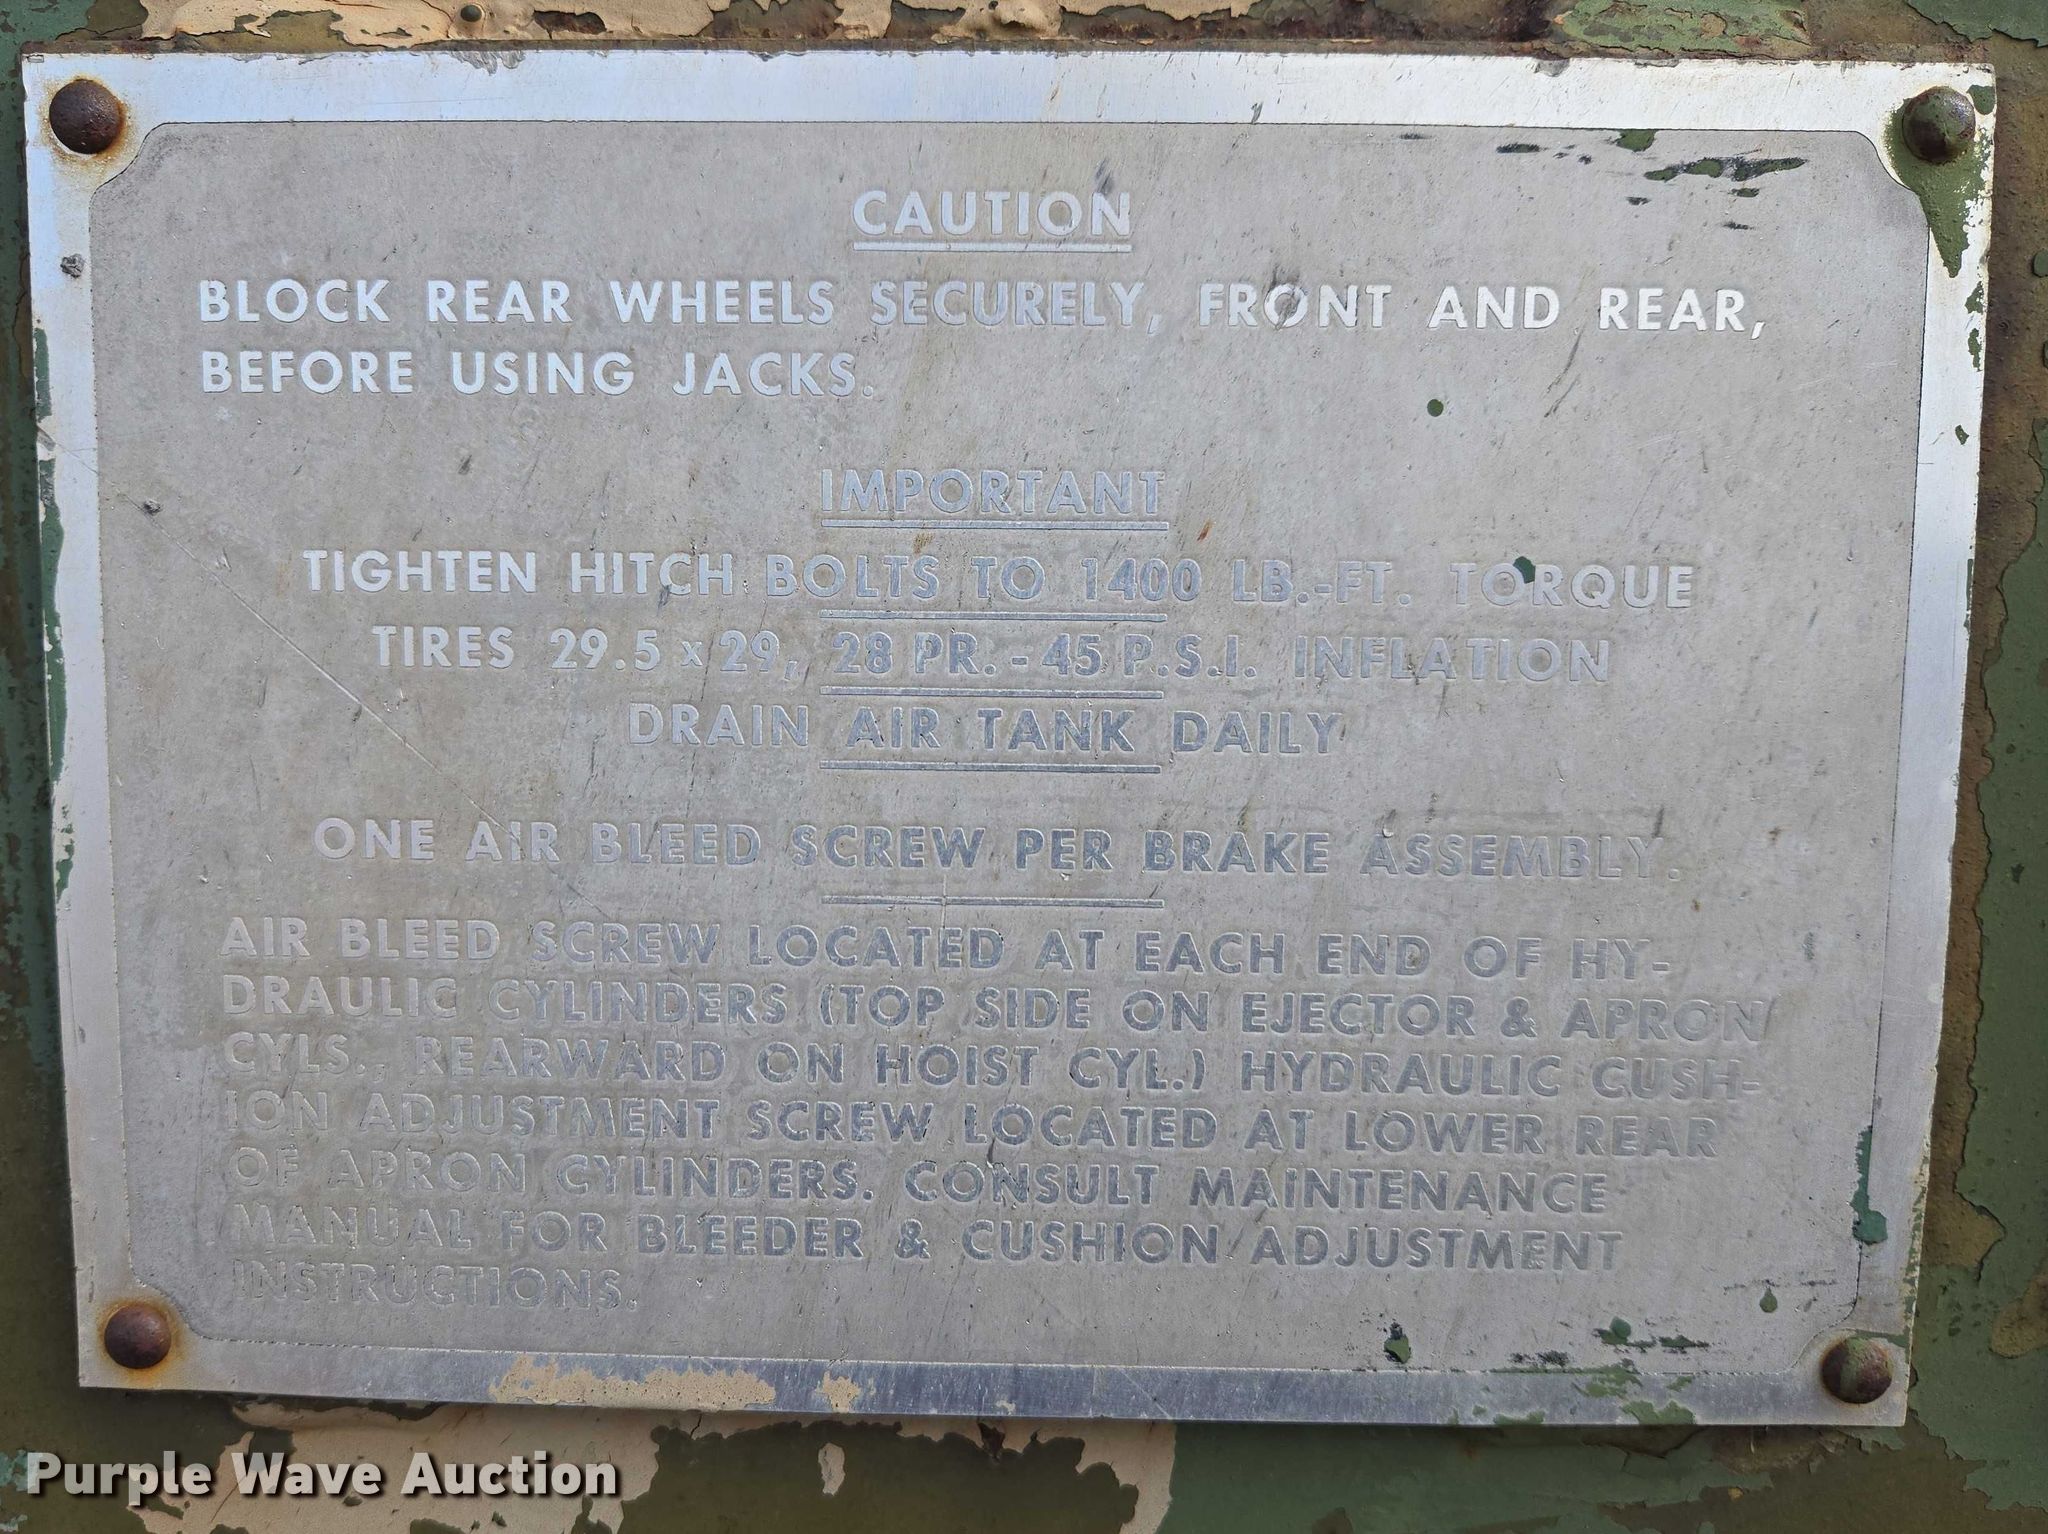 CAUTION
BLOCK REAR WHEELS SECURELY, FRONT AND REAR,
BEFORE USING JACKS.
IMPORTANT
TIGHTEN HITCH BOLTS TO 1400 LB.-FT. TORQUE
TIRES 29.5 x 29, 28 PR. - 45 P.S.I. INFLATION
DRAIN AIR TANK DAILY
ONE AIR BLEED SCREW PER BRAKE ASSEMBLY.
AIR BLEED SCREW LOCATED AT EACH END OF HY-
DRAULIC CYLINDERS (TOP SIDE ON EJECTOR & APRON
CYLS., REARWARD ON HOIST CYL.) HYDRAULIC CUSH-
ION ADJUSTMENT SCREW LOCATED AT LOWER REAR
OF APRON CYLINDERS. CONSULT MAINTENANCE
MANUAL FOR BLEEDER & CUSHION ADJUSTMENT
INSTRUCTIONS.
Purple Wave Auction